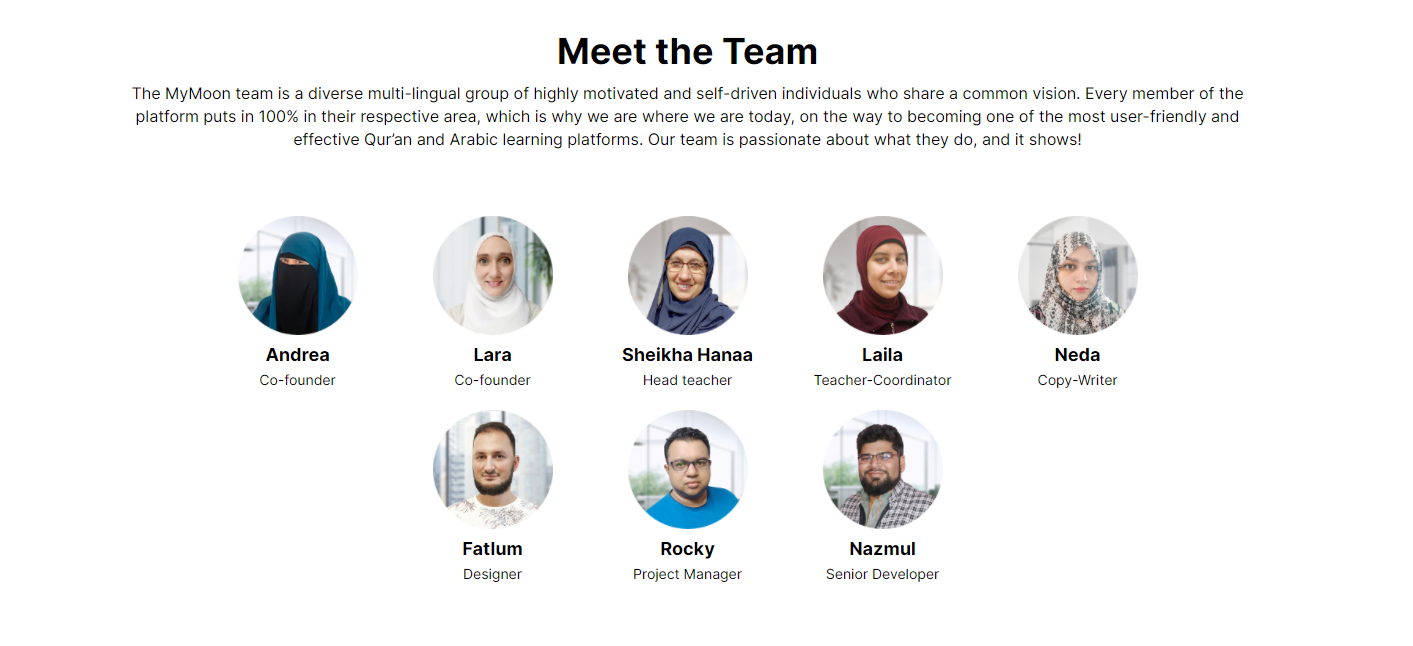 Meet the Team
The MyMoon team is a diverse multi-lingual group of highly motivated and self-driven individuals who share a common vision. Every member of the
platform puts in 100% in their respective area, which is why we are where we are today, on the way to becoming one of the most user-friendly and
effective Qur’an and Arabic learning platforms. Our team is passionate about what they do, and it shows!
Andrea
Co-founder
Lara
Co-founder
Sheikha Hanaa
Head teacher
Laila
Teacher-Coordinator
Neda
Copy-Writer
Fatlum
Designer
Rocky
Project Manager
Nazmul
Senior Developer